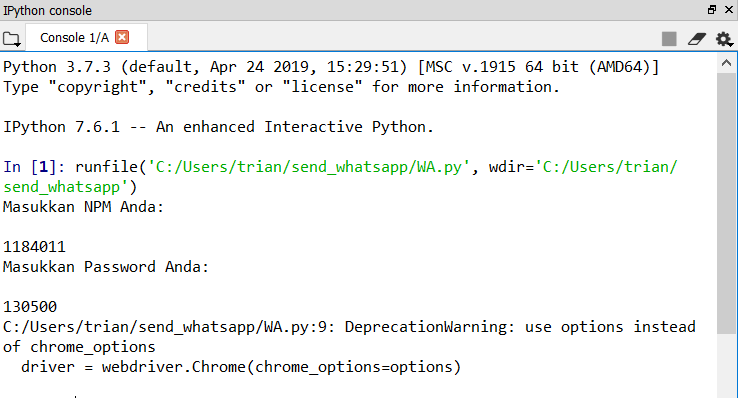 IPython console
Console 1/A
Python 3.7.3 (default, Apr 24 2019, 15:29:51) [MSC v.1915 64 bit (AMD64)]
Type "copyright", "credits" or "license" for more information.
IPython 7.6.1 -- An enhanced Interactive Python.
In [1]: runfile('C:/Users/trian/send_whatsapp/WA.py', wdir='C:/Users/trian/
send_whatsapp')
Masukkan NPM Anda:
1184011
Masukkan Password Anda:
130500
C:/Users/trian/send_whatsapp/WA.py:9: DeprecationWarning: use options instead
of chrome_options
  driver = webdriver.Chrome(chrome_options=options)